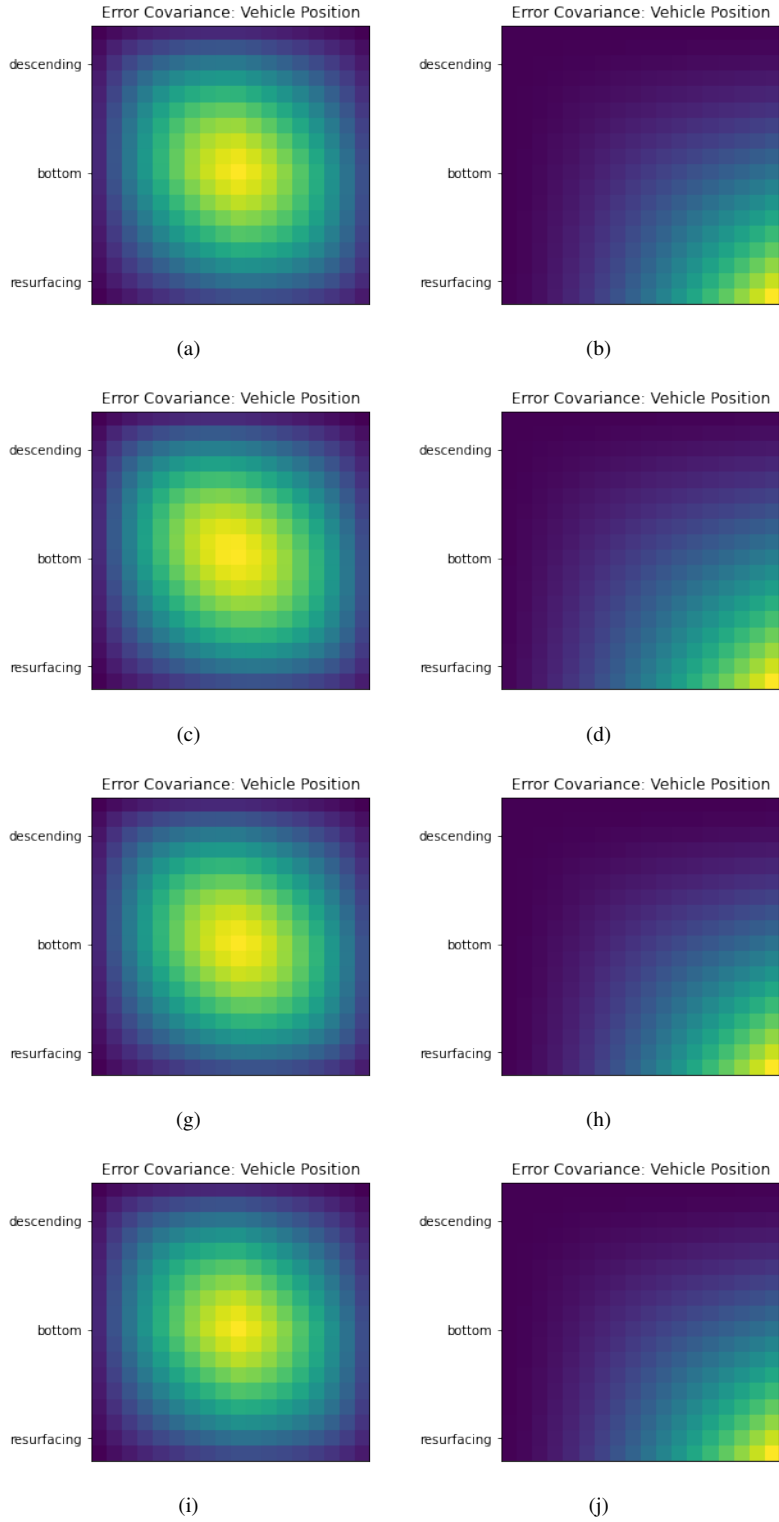 Error Covariance: Vehicle Position
descending
bottom
resurfacing
(a)
Error Covariance: Vehicle Position
descending
bottom
resurfacing
(b)
Error Covariance: Vehicle Position
descending
bottom
resurfacing
(c)
Error Covariance: Vehicle Position
descending
bottom
resurfacing
(d)
Error Covariance: Vehicle Position
descending
bottom
resurfacing
(g)
Error Covariance: Vehicle Position
descending
bottom
resurfacing
(h)
Error Covariance: Vehicle Position
descending
bottom
resurfacing
(i)
Error Covariance: Vehicle Position
descending
bottom
resurfacing
(j)